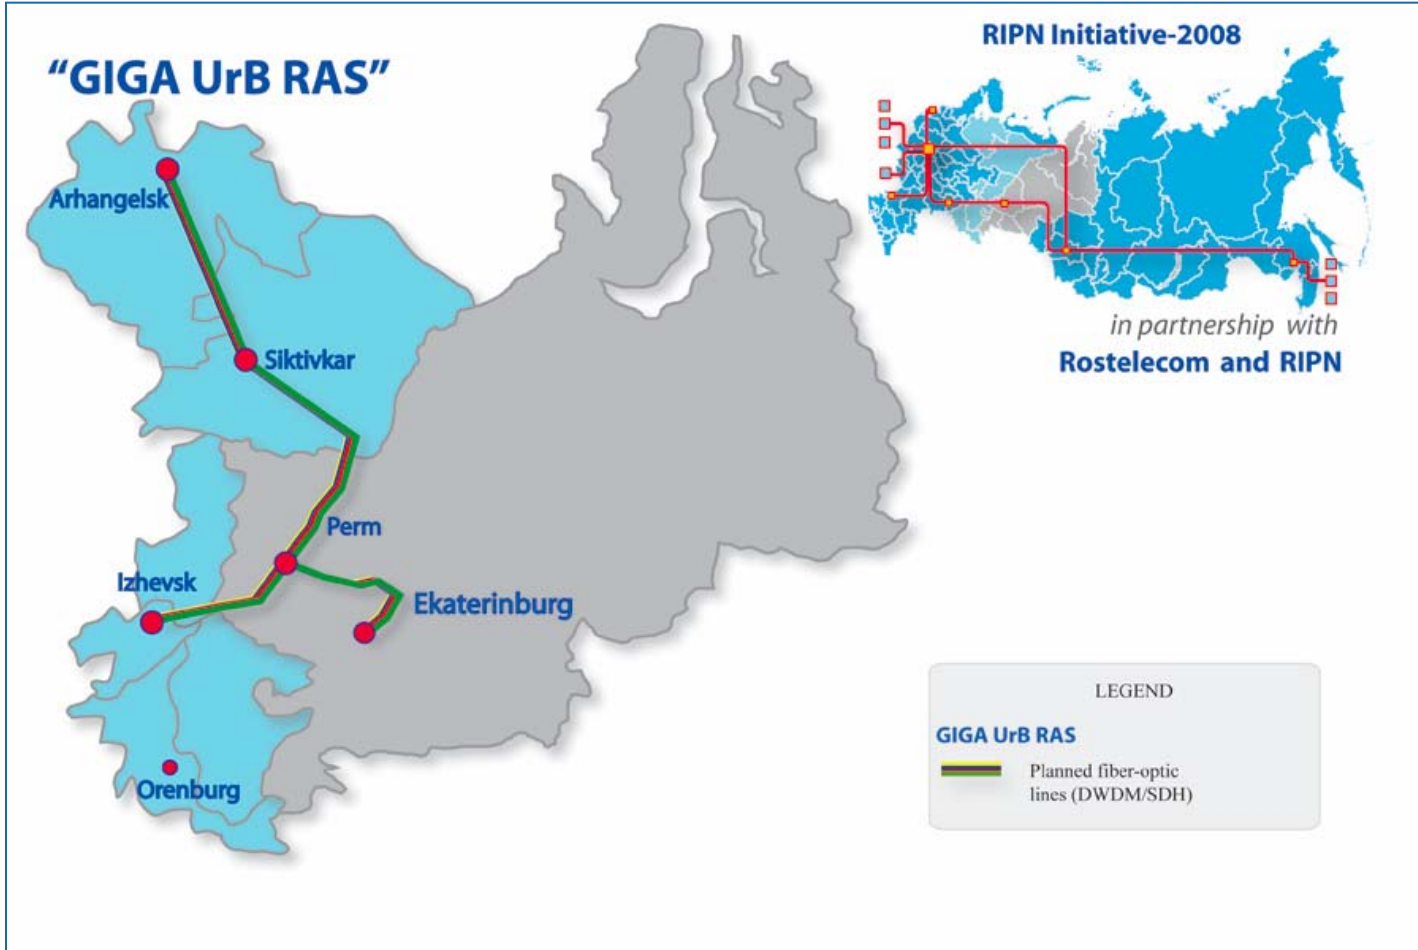 "GIGA UrB RAS"
RIPN Initiative-2008
in partnership with
Rostelecom and RIPN
Arhangelsk
Siktivkar
Perm
Izhevsk
Ekaterinburg
Orenburg
LEGEND
GIGA UrB RAS
Planned fiber-optic
lines (DWDM/SDH)